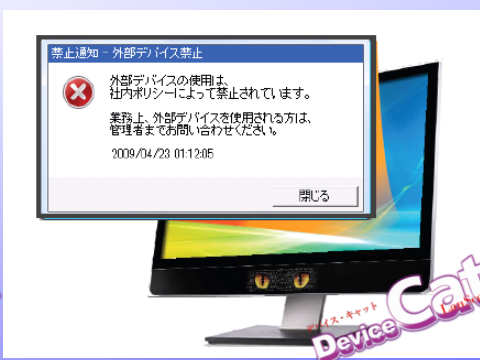 禁止通知 - 外部デバイス禁止
外部デバイスの使用は、
社内ポリシーによって禁止されています。
業務上、外部デバイスを使用される方は、
管理者までお問い合わせください。
2009/04/23 01:12:05
閉じる
デバイス・キャット
DeviceCat